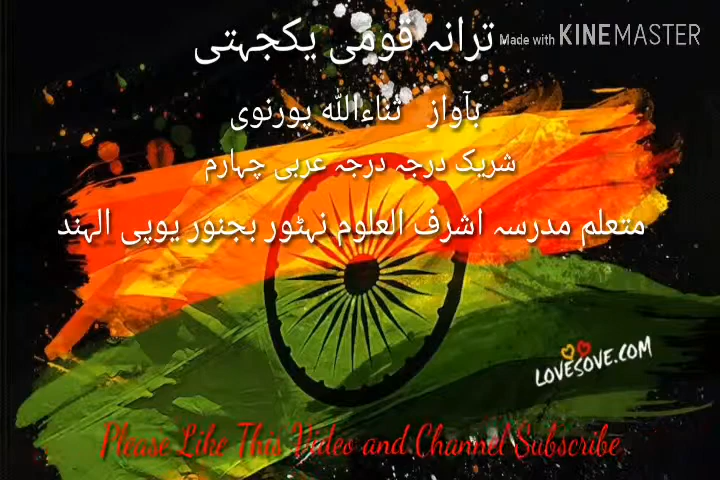 Made with KINEMASTER
ترانہ قومی یکجہتی
بآواز ثناءاللہ پورنوی
شریک درجہ درجہ عربی چہارم
متعلم مدرسہ اشرف العلوم نہٹور بجنور یوپی الہند
LOVESOVE.COM
Please Like This Video and Channel Subscribe